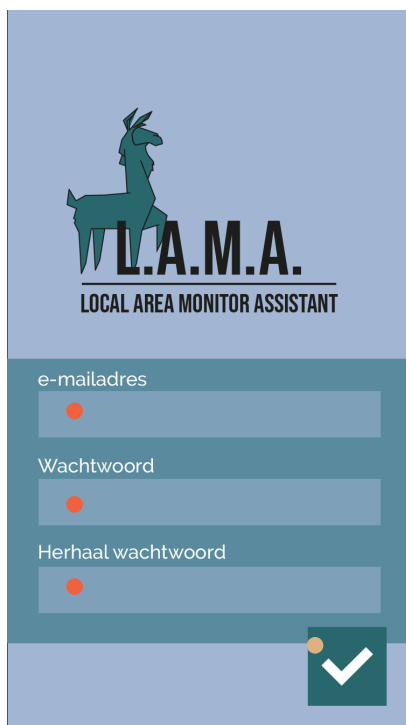 L.A.M.A.
LOCAL AREA MONITOR ASSISTANT
e-mailadres
Wachtwoord
Herhaal wachtwoord